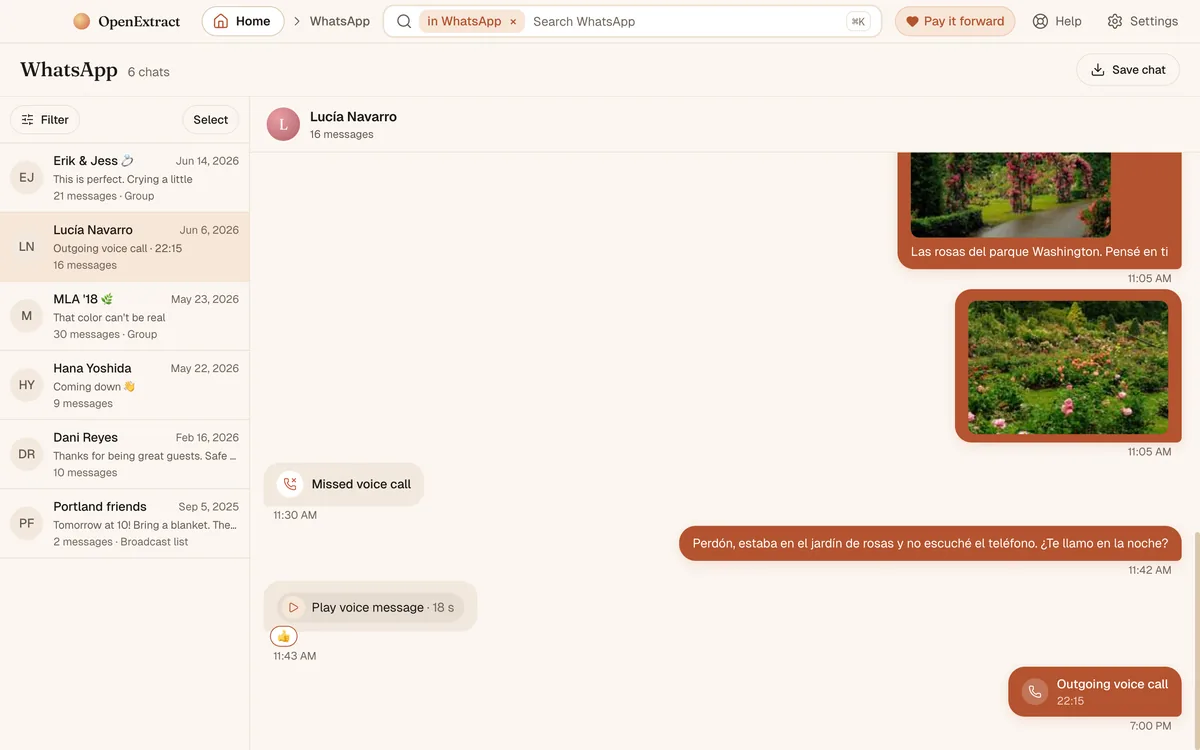 OpenExtract
Home
WhatsApp
in WhatsApp ×
Search WhatsApp
⌘K
Pay it forward
Help
Settings
WhatsApp
6 chats
Save chat
Filter
Select
EJ
Erik & Jess 💍
Jun 14, 2026
This is perfect. Crying a little
21 messages · Group
LN
Lucía Navarro
Jun 6, 2026
Outgoing voice call · 22:15
16 messages
M
MLA '18 🌿
May 23, 2026
That color can't be real
30 messages · Group
HY
Hana Yoshida
May 22, 2026
Coming down 👋
9 messages
DR
Dani Reyes
Feb 16, 2026
Thanks for being great guests. Safe ...
10 messages
PF
Portland friends
Sep 5, 2025
Tomorrow at 10! Bring a blanket. The...
2 messages · Broadcast list
L
Lucía Navarro
16 messages
Las rosas del parque Washington. Pensé en ti
11:05 AM
11:05 AM
Missed voice call
11:30 AM
Perdón, estaba en el jardín de rosas y no escuché el teléfono. ¿Te llamo en la noche?
11:42 AM
Play voice message · 18 s
👍
11:43 AM
Outgoing voice call
22:15
7:00 PM